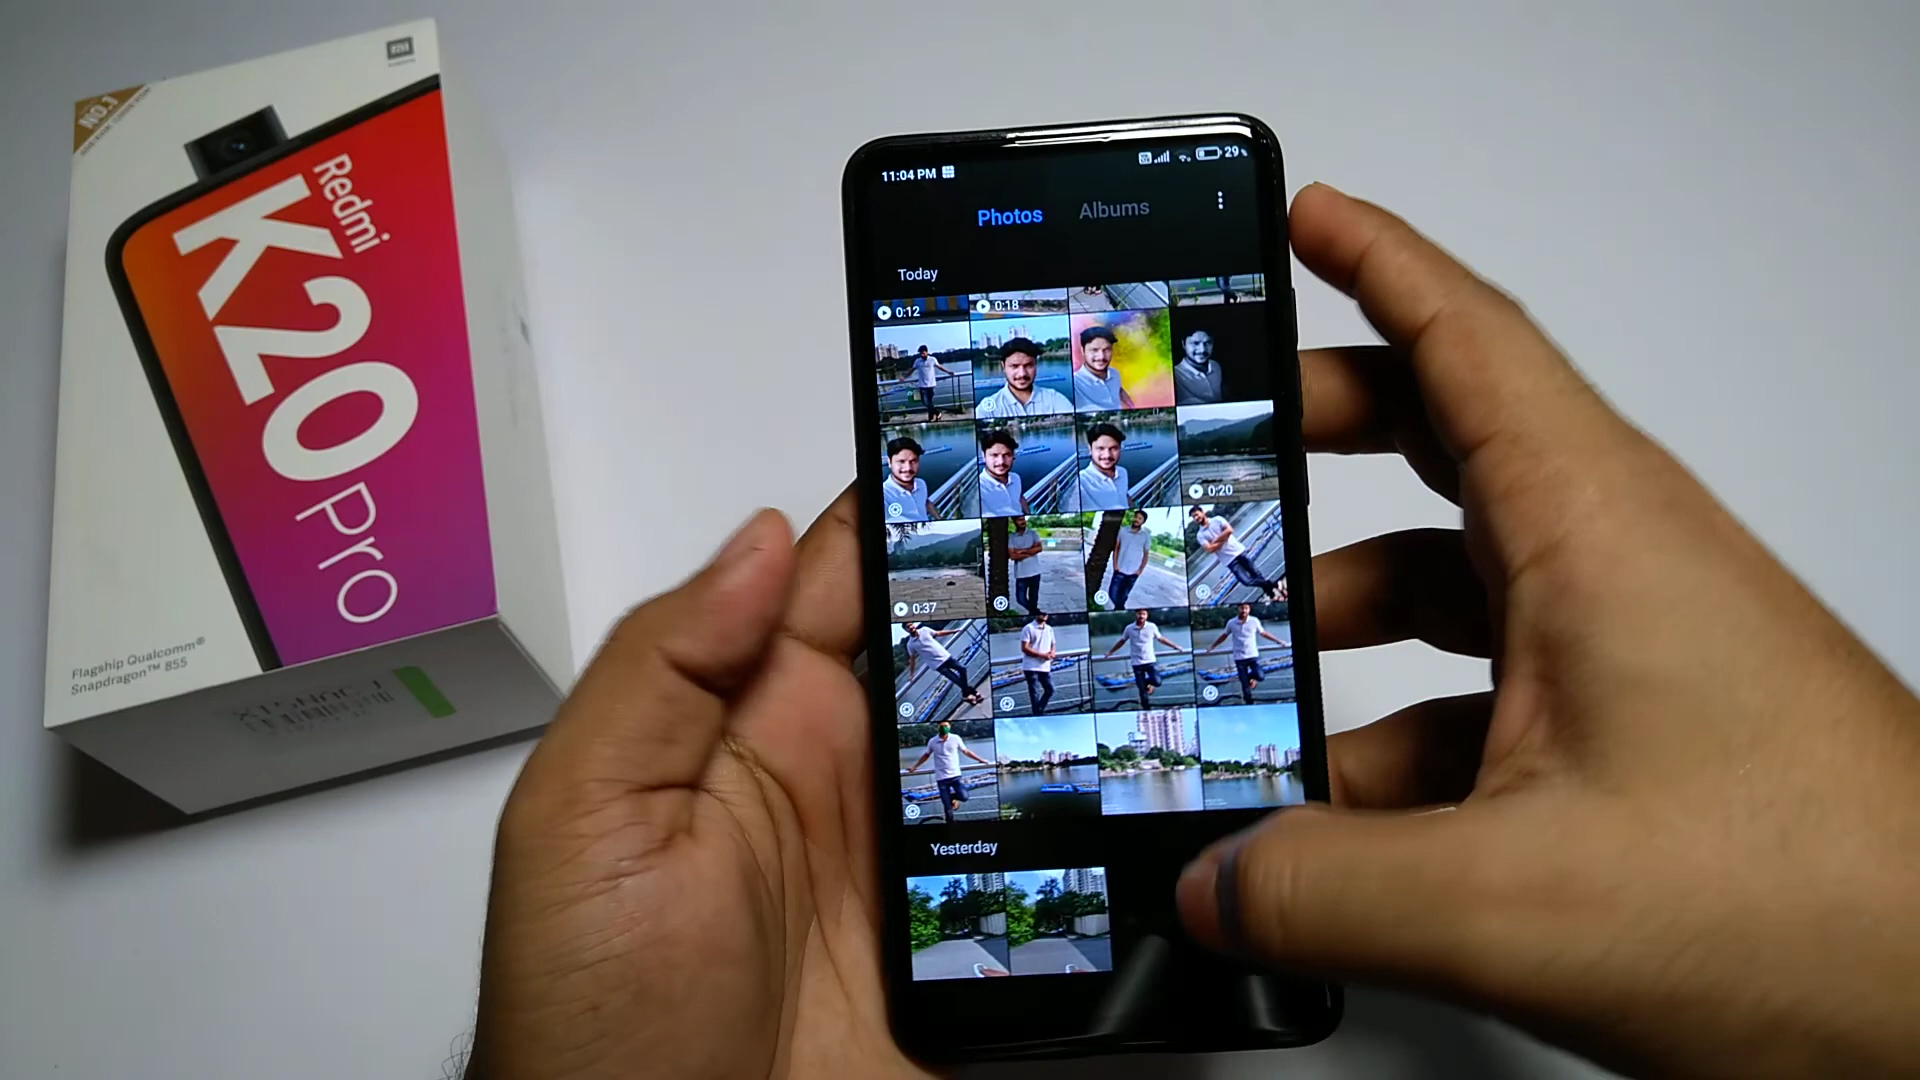 NO.1
Redmi
K20 Pro
Flagship Qualcomm®
Snapdragon™ 855
11:04 PM
29%
Photos
Albums
Today
0:12
0:18
0:20
0:37
Yesterday